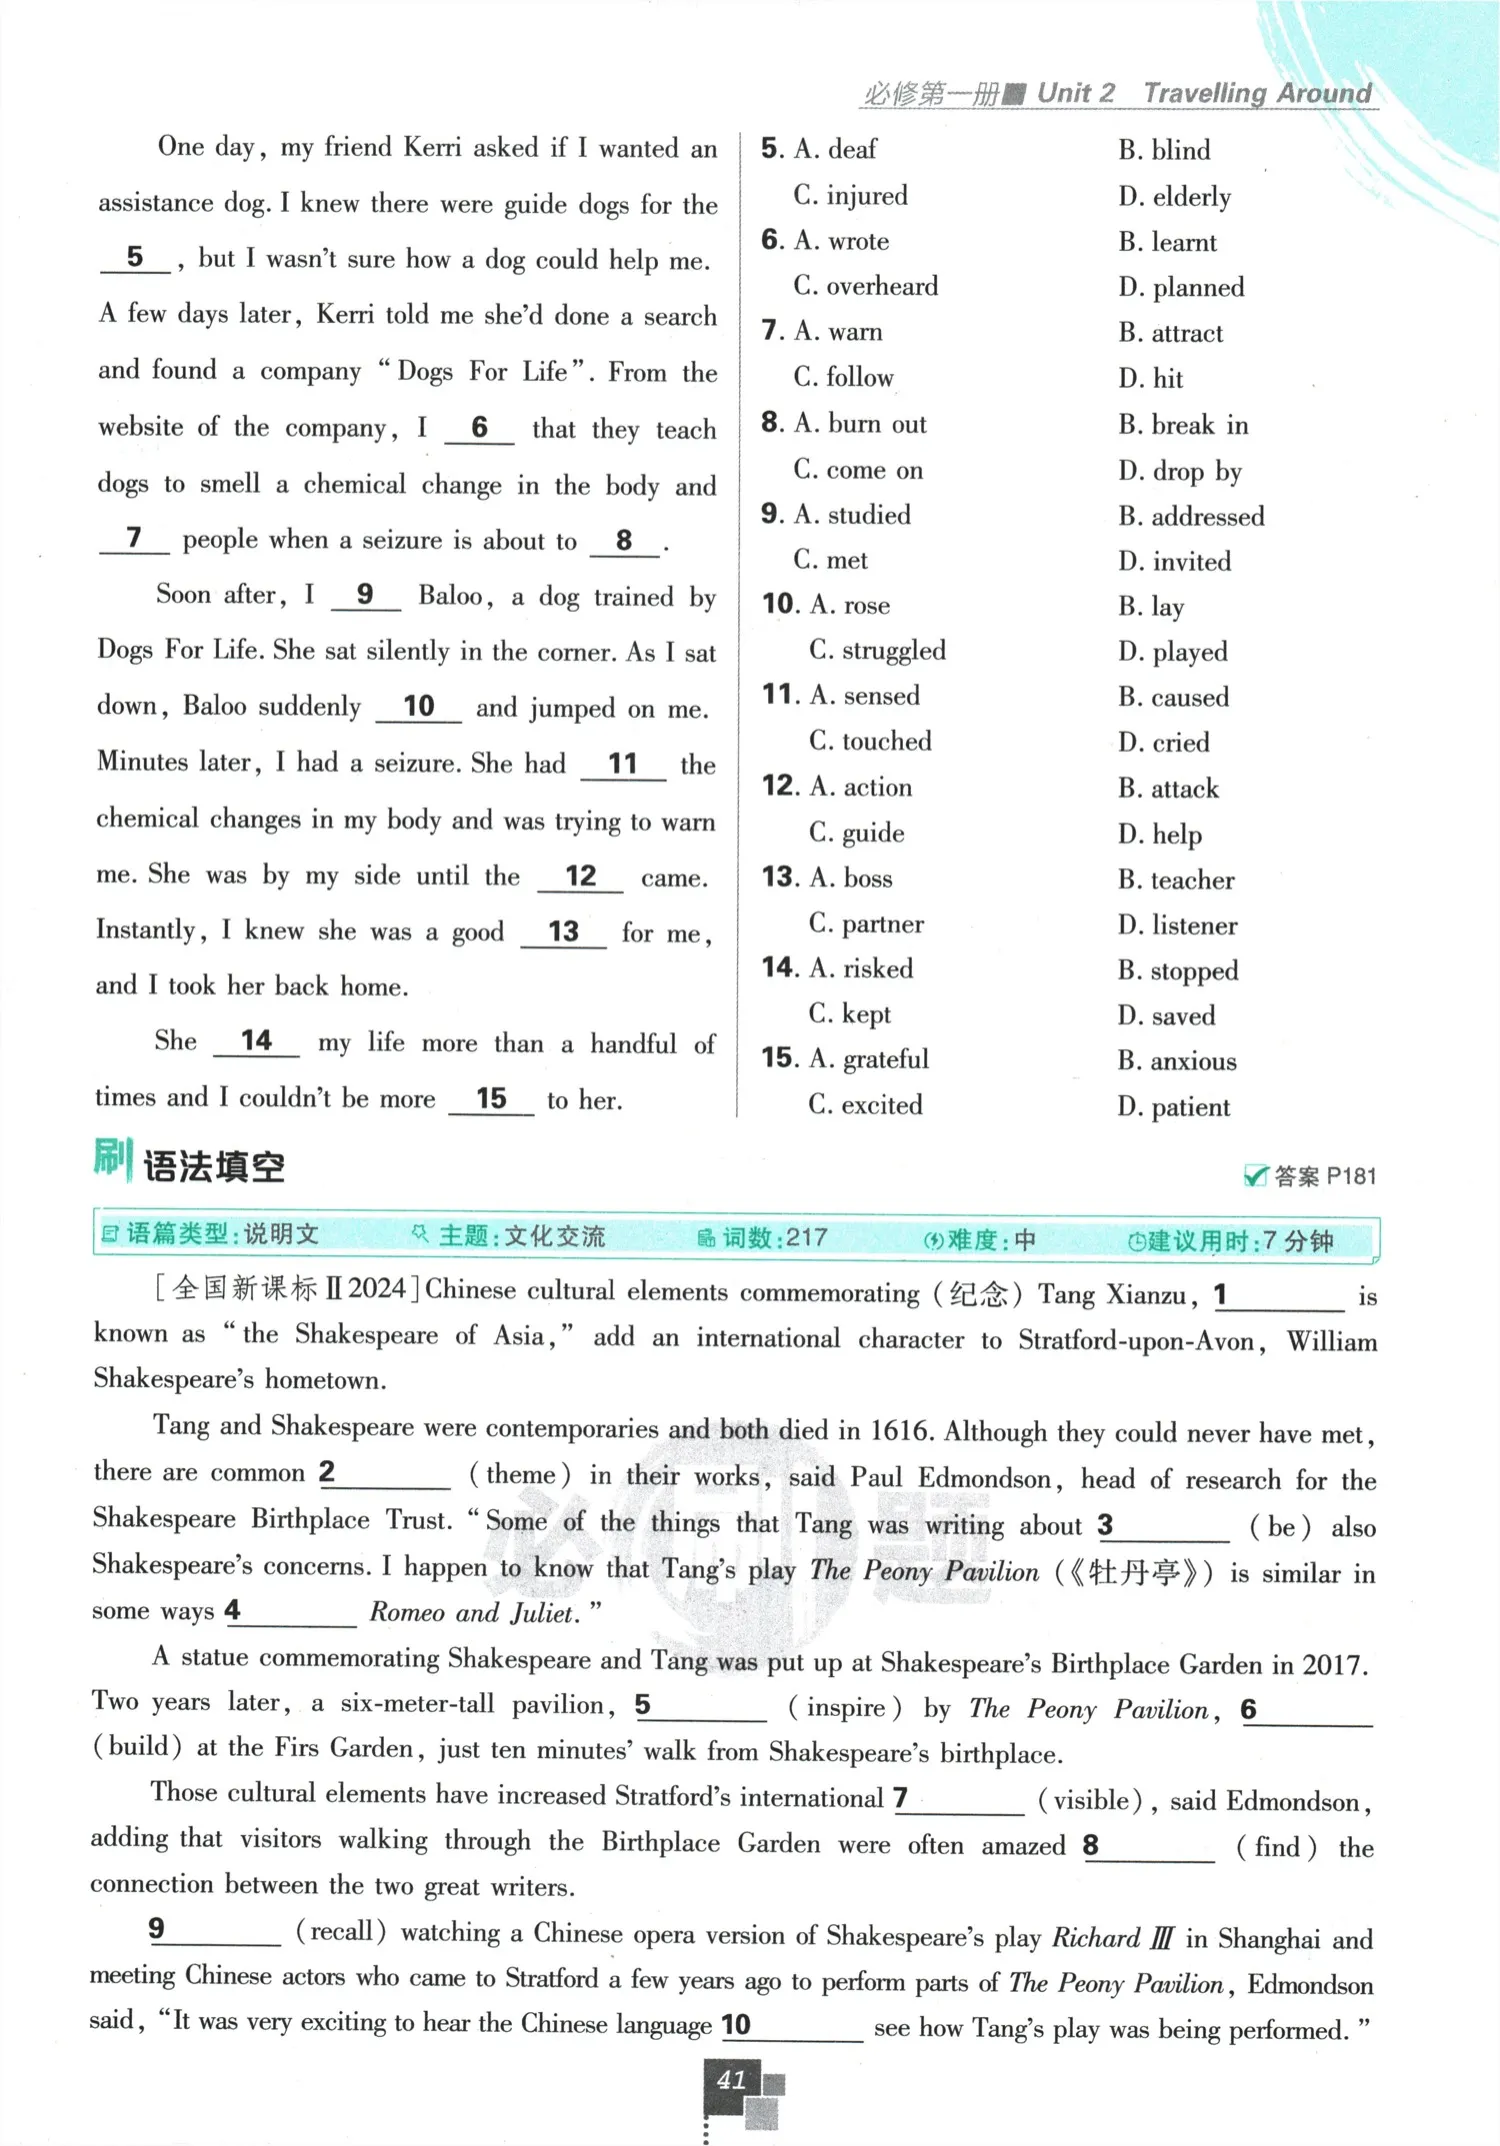 必修第一册 Unit 2 Travelling Around
One day, my friend Kerri asked if I wanted an
assistance dog. I knew there were guide dogs for the
5 , but I wasn't sure how a dog could help me.
A few days later, Kerri told me she'd done a search
and found a company “Dogs For Life”. From the
website of the company, I 6 that they teach
dogs to smell a chemical change in the body and
7 people when a seizure is about to 8 .
Soon after, I 9 Baloo, a dog trained by
Dogs For Life. She sat silently in the corner. As I sat
down, Baloo suddenly 10 and jumped on me.
Minutes later, I had a seizure. She had 11 the
chemical changes in my body and was trying to warn
me. She was by my side until the 12 came.
Instantly, I knew she was a good 13 for me,
and I took her back home.
She 14 my life more than a handful of
times and I couldn't be more 15 to her.
5. A. deaf B. blind
C. injured D. elderly
6. A. wrote B. learnt
C. overheard D. planned
7. A. warn B. attract
C. follow D. hit
8. A. burn out B. break in
C. come on D. drop by
9. A. studied B. addressed
C. met D. invited
10. A. rose B. lay
C. struggled D. played
11. A. sensed B. caused
C. touched D. cried
12. A. action B. attack
C. guide D. help
13. A. boss B. teacher
C. partner D. listener
14. A. risked B. stopped
C. kept D. saved
15. A. grateful B. anxious
C. excited D. patient
刷 语法填空 答案 P181
语篇类型:说明文 主题:文化交流 词数:217 难度:中 建议用时:7 分钟
[全国新课标Ⅱ2024]Chinese cultural elements commemorating (纪念) Tang Xianzu, 1 is
known as “the Shakespeare of Asia,” add an international character to Stratford-upon-Avon, William
Shakespeare's hometown.
Tang and Shakespeare were contemporaries and both died in 1616. Although they could never have met,
there are common 2 (theme) in their works, said Paul Edmondson, head of research for the
Shakespeare Birthplace Trust. “Some of the things that Tang was writing about 3 (be) also
Shakespeare's concerns. I happen to know that Tang's play The Peony Pavilion (《牡丹亭》) is similar in
some ways 4 Romeo and Juliet. ”
A statue commemorating Shakespeare and Tang was put up at Shakespeare's Birthplace Garden in 2017.
Two years later, a six-meter-tall pavilion, 5 (inspire) by The Peony Pavilion, 6
(build) at the Firs Garden, just ten minutes' walk from Shakespeare's birthplace.
Those cultural elements have increased Stratford's international 7 (visible), said Edmondson,
adding that visitors walking through the Birthplace Garden were often amazed 8 (find) the
connection between the two great writers.
9 (recall) watching a Chinese opera version of Shakespeare's play Richard Ⅲ in Shanghai and
meeting Chinese actors who came to Stratford a few years ago to perform parts of The Peony Pavilion, Edmondson
said, “It was very exciting to hear the Chinese language 10 see how Tang's play was being performed. ”
必刷题
41